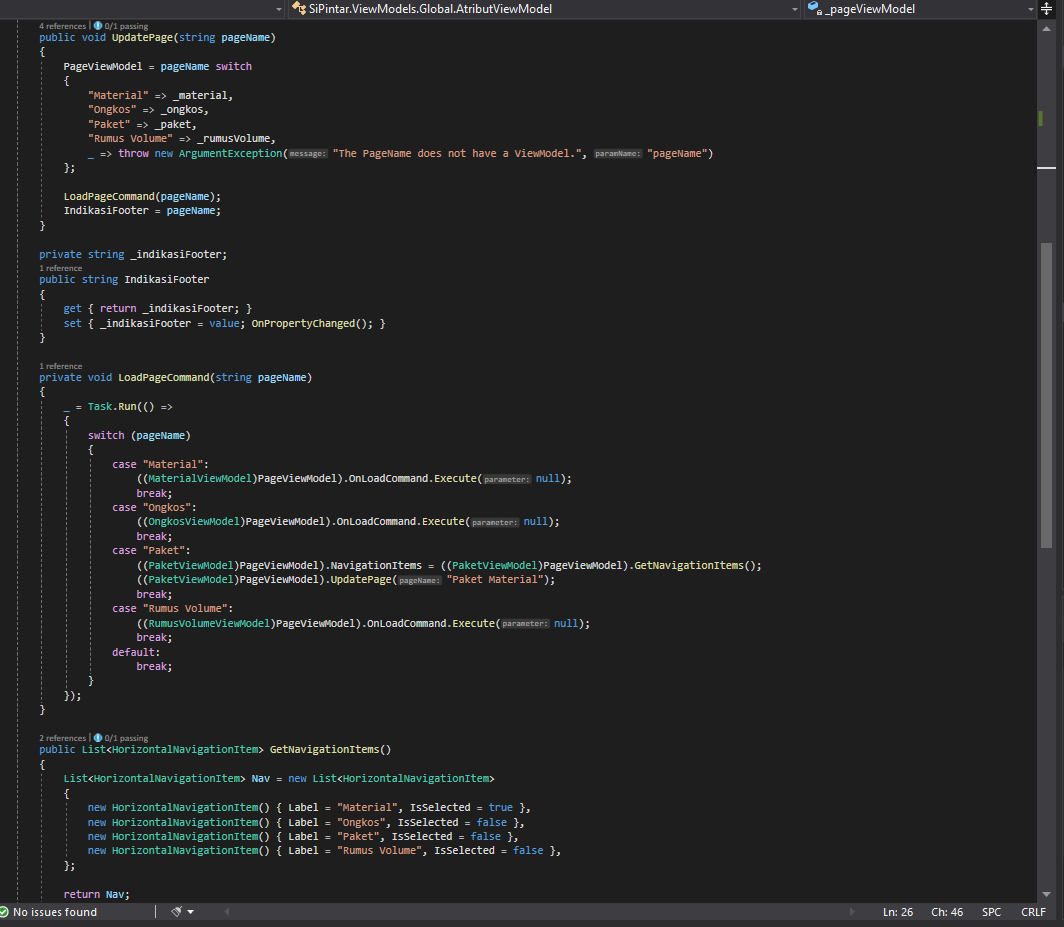 SiPintar.ViewModels.Global.AtributViewModel
_pageViewModel
4 references | 0/1 passing
public void UpdatePage(string pageName)
{
PageViewModel = pageName switch
{
"Material" => _material,
"Ongkos" => _ongkos,
"Paket" => _paket,
"Rumus Volume" => _rumusVolume,
_ => throw new ArgumentException(message: "The PageName does not have a ViewModel.", paramName: "pageName")
};
LoadPageCommand(pageName);
IndikasiFooter = pageName;
}
private string _indikasiFooter;
1 reference
public string IndikasiFooter
{
get { return _indikasiFooter; }
set { _indikasiFooter = value; OnPropertyChanged(); }
}
1 reference
private void LoadPageCommand(string pageName)
{
_ = Task.Run(() =>
{
switch (pageName)
{
case "Material":
((MaterialViewModel)PageViewModel).OnLoadCommand.Execute(parameter: null);
break;
case "Ongkos":
((OngkosViewModel)PageViewModel).OnLoadCommand.Execute(parameter: null);
break;
case "Paket":
((PaketViewModel)PageViewModel).NavigationItems = ((PaketViewModel)PageViewModel).GetNavigationItems();
((PaketViewModel)PageViewModel).UpdatePage(pageName: "Paket Material");
break;
case "Rumus Volume":
((RumusVolumeViewModel)PageViewModel).OnLoadCommand.Execute(parameter: null);
break;
default:
break;
}
});
}
2 references | 0/1 passing
public List<HorizontalNavigationItem> GetNavigationItems()
{
List<HorizontalNavigationItem> Nav = new List<HorizontalNavigationItem>
{
new HorizontalNavigationItem() { Label = "Material", IsSelected = true },
new HorizontalNavigationItem() { Label = "Ongkos", IsSelected = false },
new HorizontalNavigationItem() { Label = "Paket", IsSelected = false },
new HorizontalNavigationItem() { Label = "Rumus Volume", IsSelected = false },
};
return Nav;
No issues found
Ln: 26 Ch: 46 SPC CRLF